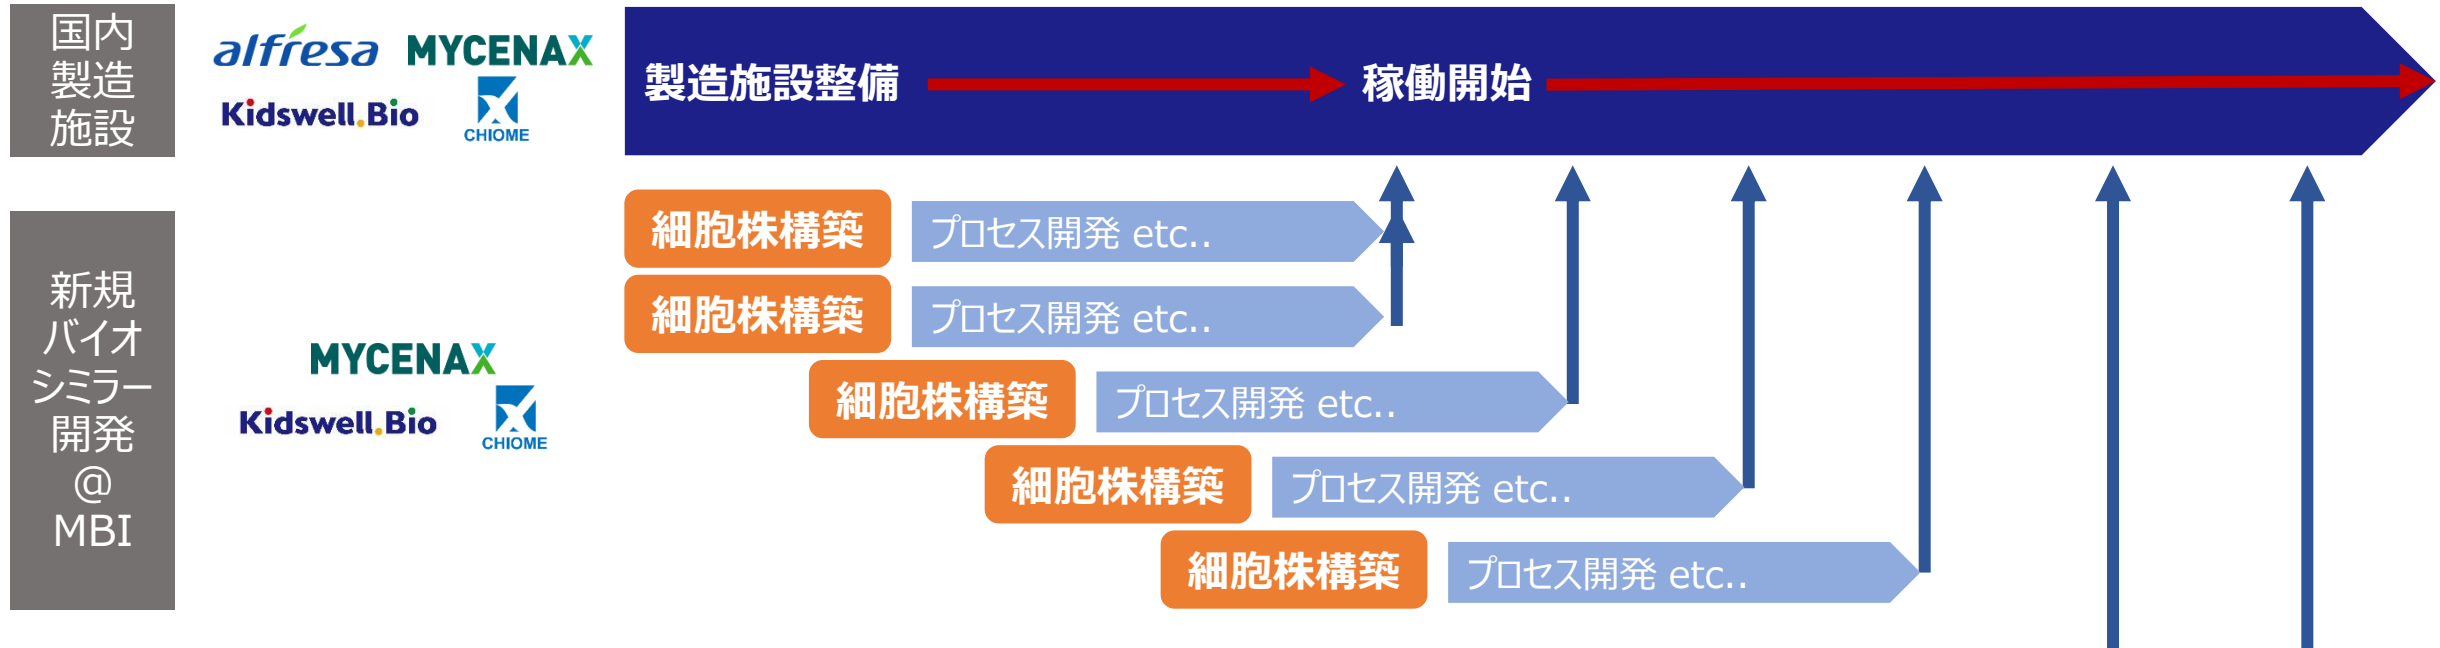 国内
製造
施設
alfresa
MYCENAX
Kidswell.Bio
CHIOME
製造施設整備
稼働開始
新規
バイオ
シミラー
開発
@
MBI
MYCENAX
Kidswell.Bio
CHIOME
細胞株構築
プロセス開発 etc..
細胞株構築
プロセス開発 etc..
細胞株構築
プロセス開発 etc..
細胞株構築
プロセス開発 etc..
細胞株構築
プロセス開発 etc..